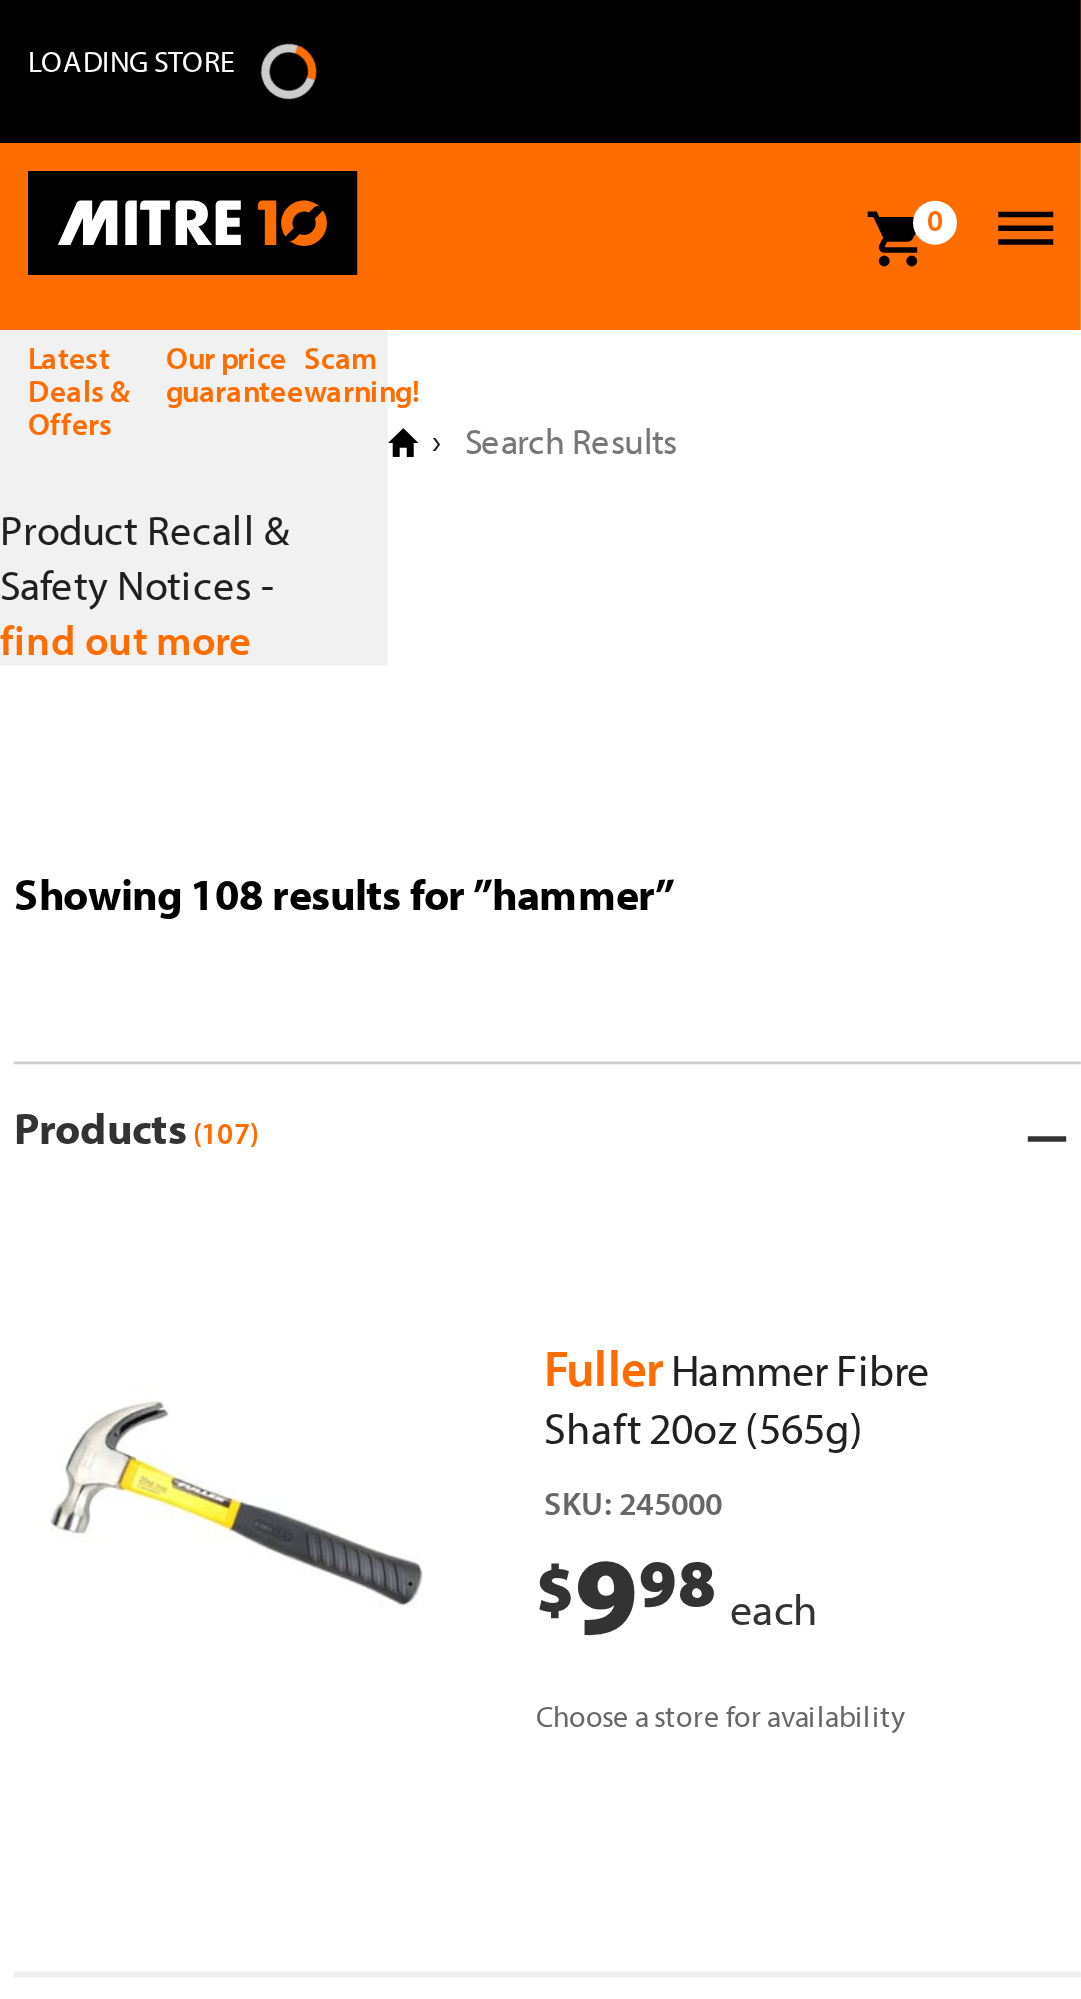 LOADING STORE
MITRE 10
0
Latest
Deals &
Offers
Our price
guarantee
Scam
warning!
› Search Results
Product Recall &
Safety Notices -
find out more
Showing 108 results for ”hammer”
Products (107)
FULLER
Fuller Hammer Fibre
Shaft 20oz (565g)
SKU: 245000
$9.98 each
Choose a store for availability